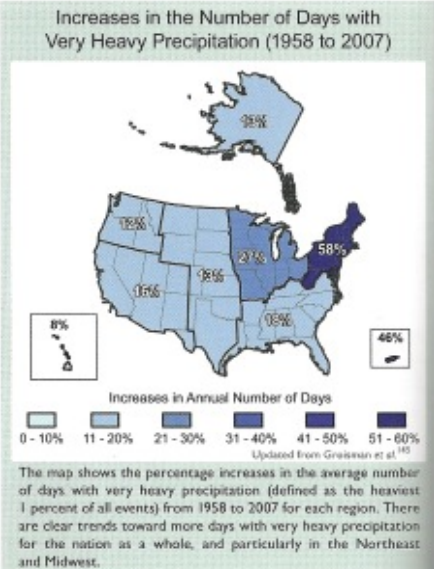 Increases in the Number of Days with
Very Heavy Precipitation (1958 to 2007)
13%
12%
27%
58%
13%
16%
18%
8%
46%
Increases in Annual Number of Days
0 - 10% 11 - 20% 21 - 30% 31 - 40% 41 - 50% 51 - 60%
Updated from Groisman et al.
The map shows the percentage increases in the average number
of days with very heavy precipitation (defined as the heaviest
1 percent of all events) from 1958 to 2007 for each region. There
are clear trends toward more days with very heavy precipitation
for the nation as a whole, and particularly in the Northeast
and Midwest.